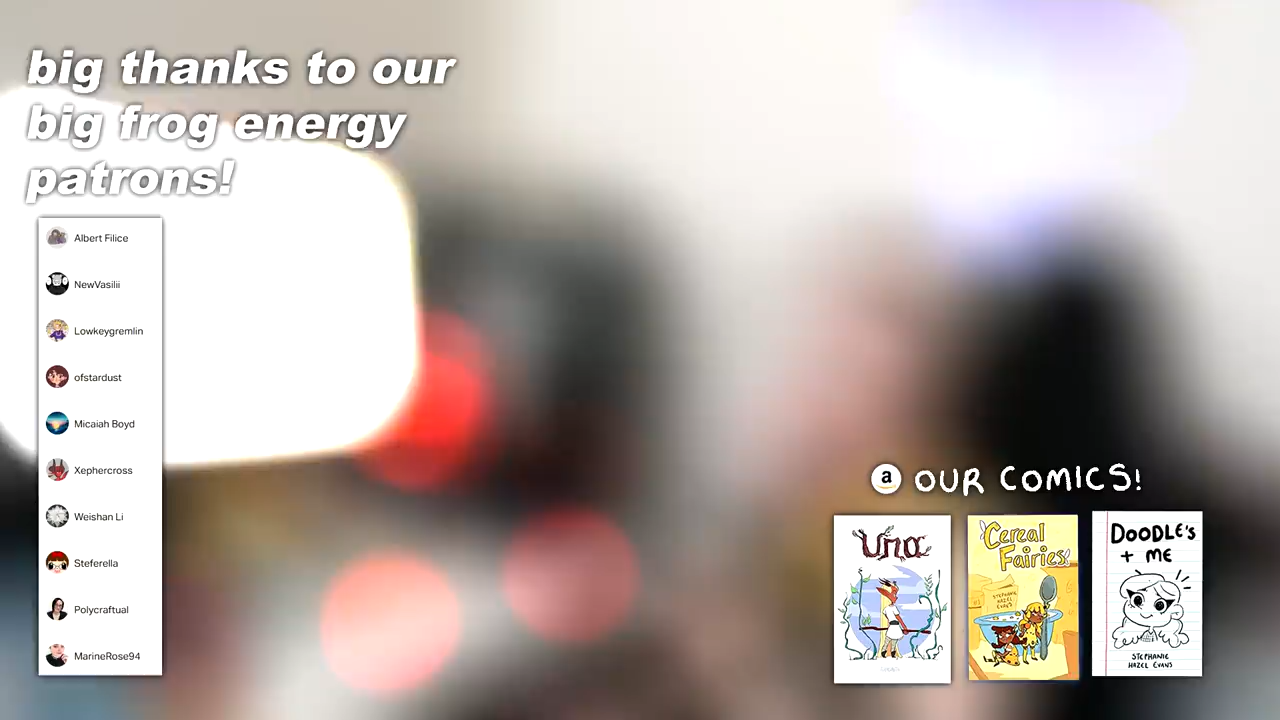 big thanks to our
big frog energy
patrons!
Albert Filice
NewVasilii
Lowkeygremlin
ofstardust
Micaiah Boyd
Xephercross
Weishan Li
Steferella
Polycraftual
MarineRose94
a OUR COMICS!
Una
Cereal
Fairies
STEPHANIE
HAZEL
EVANS
DOODLE's
+ ME
STEPHANIE
HAZEL EVANS